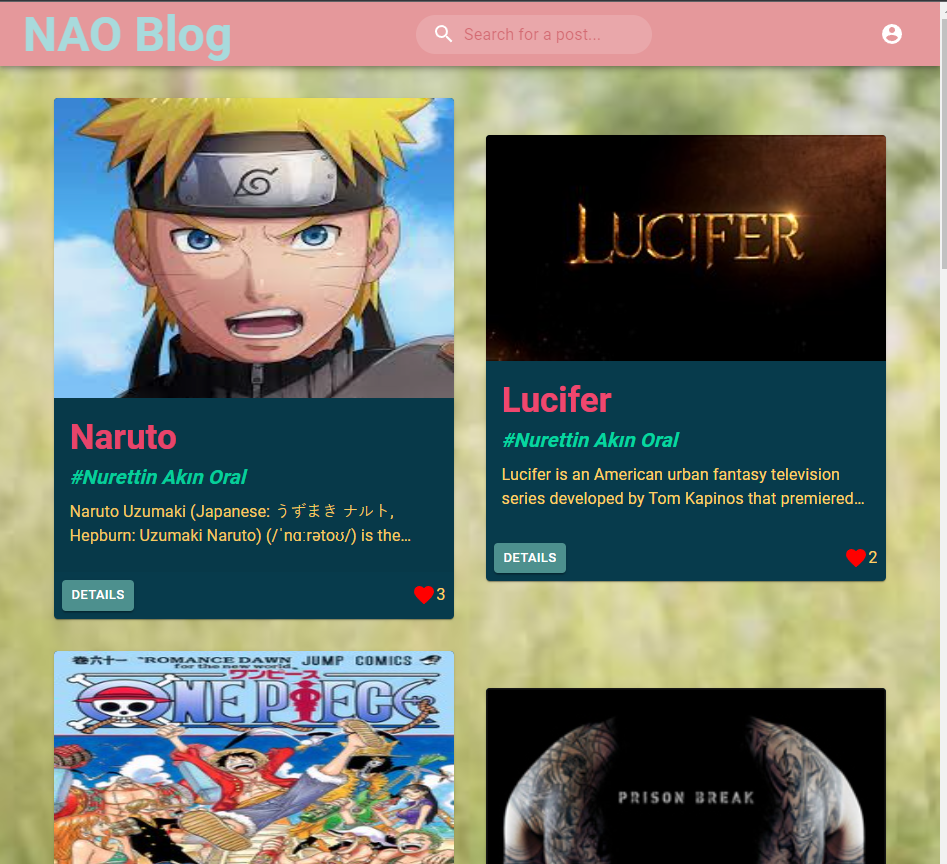 NAO Blog
Search for a post...
LUCIFER
Naruto
#Nurettin Akın Oral
Naruto Uzumaki (Japanese: うずまき ナルト,
Hepburn: Uzumaki Naruto) (/ˈnɑːrətoʊ/) is the...
DETAILS
3
Lucifer
#Nurettin Akın Oral
Lucifer is an American urban fantasy television
series developed by Tom Kapinos that premiered...
DETAILS
2
巻六十一 "ROMANCE DAWN JUMP COMICS
for the new world"
ワンピース
ONE PIECE
PRISON BREAK